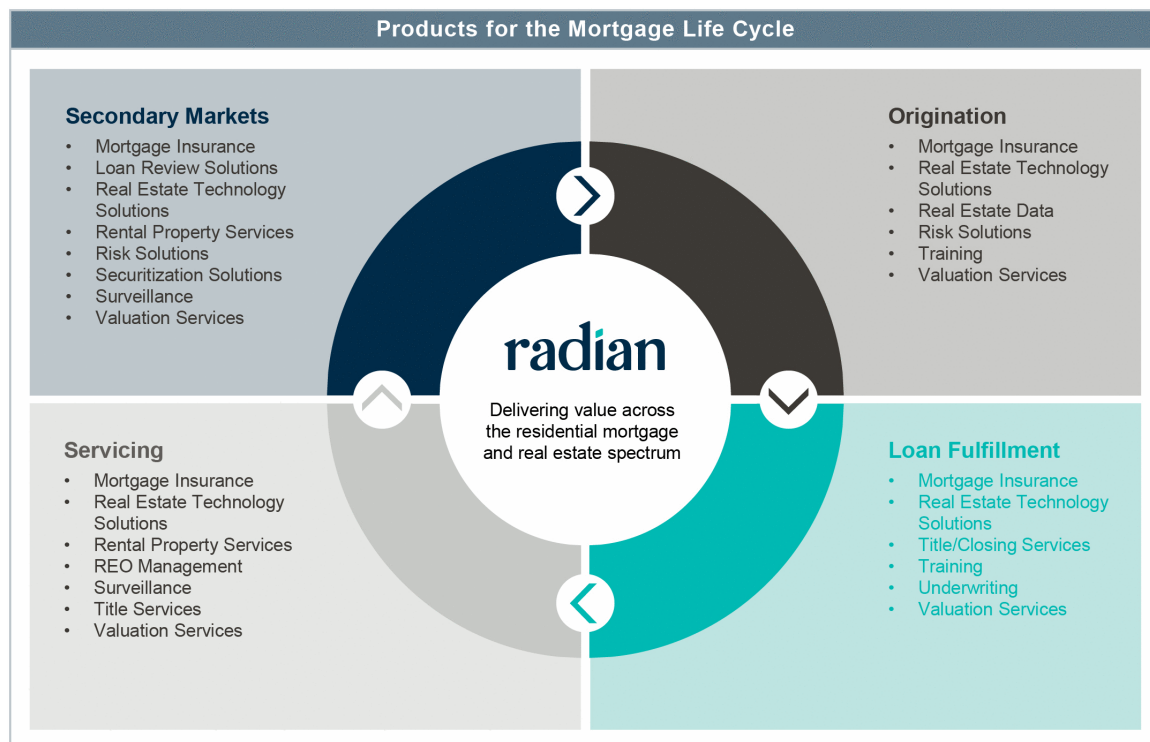 Products for the Mortgage Life Cycle
Secondary Markets
• Mortgage Insurance
• Loan Review Solutions
• Real Estate Technology
Solutions
• Rental Property Services
• Risk Solutions
• Securitization Solutions
• Surveillance
• Valuation Services
Origination
• Mortgage Insurance
• Real Estate Technology
Solutions
• Real Estate Data
• Risk Solutions
• Training
• Valuation Services
radian
Delivering value across
the residential mortgage
and real estate spectrum
Servicing
• Mortgage Insurance
• Real Estate Technology
Solutions
• Rental Property Services
• REO Management
• Surveillance
• Title Services
• Valuation Services
Loan Fulfillment
• Mortgage Insurance
• Real Estate Technology
Solutions
• Title/Closing Services
• Training
• Underwriting
• Valuation Services